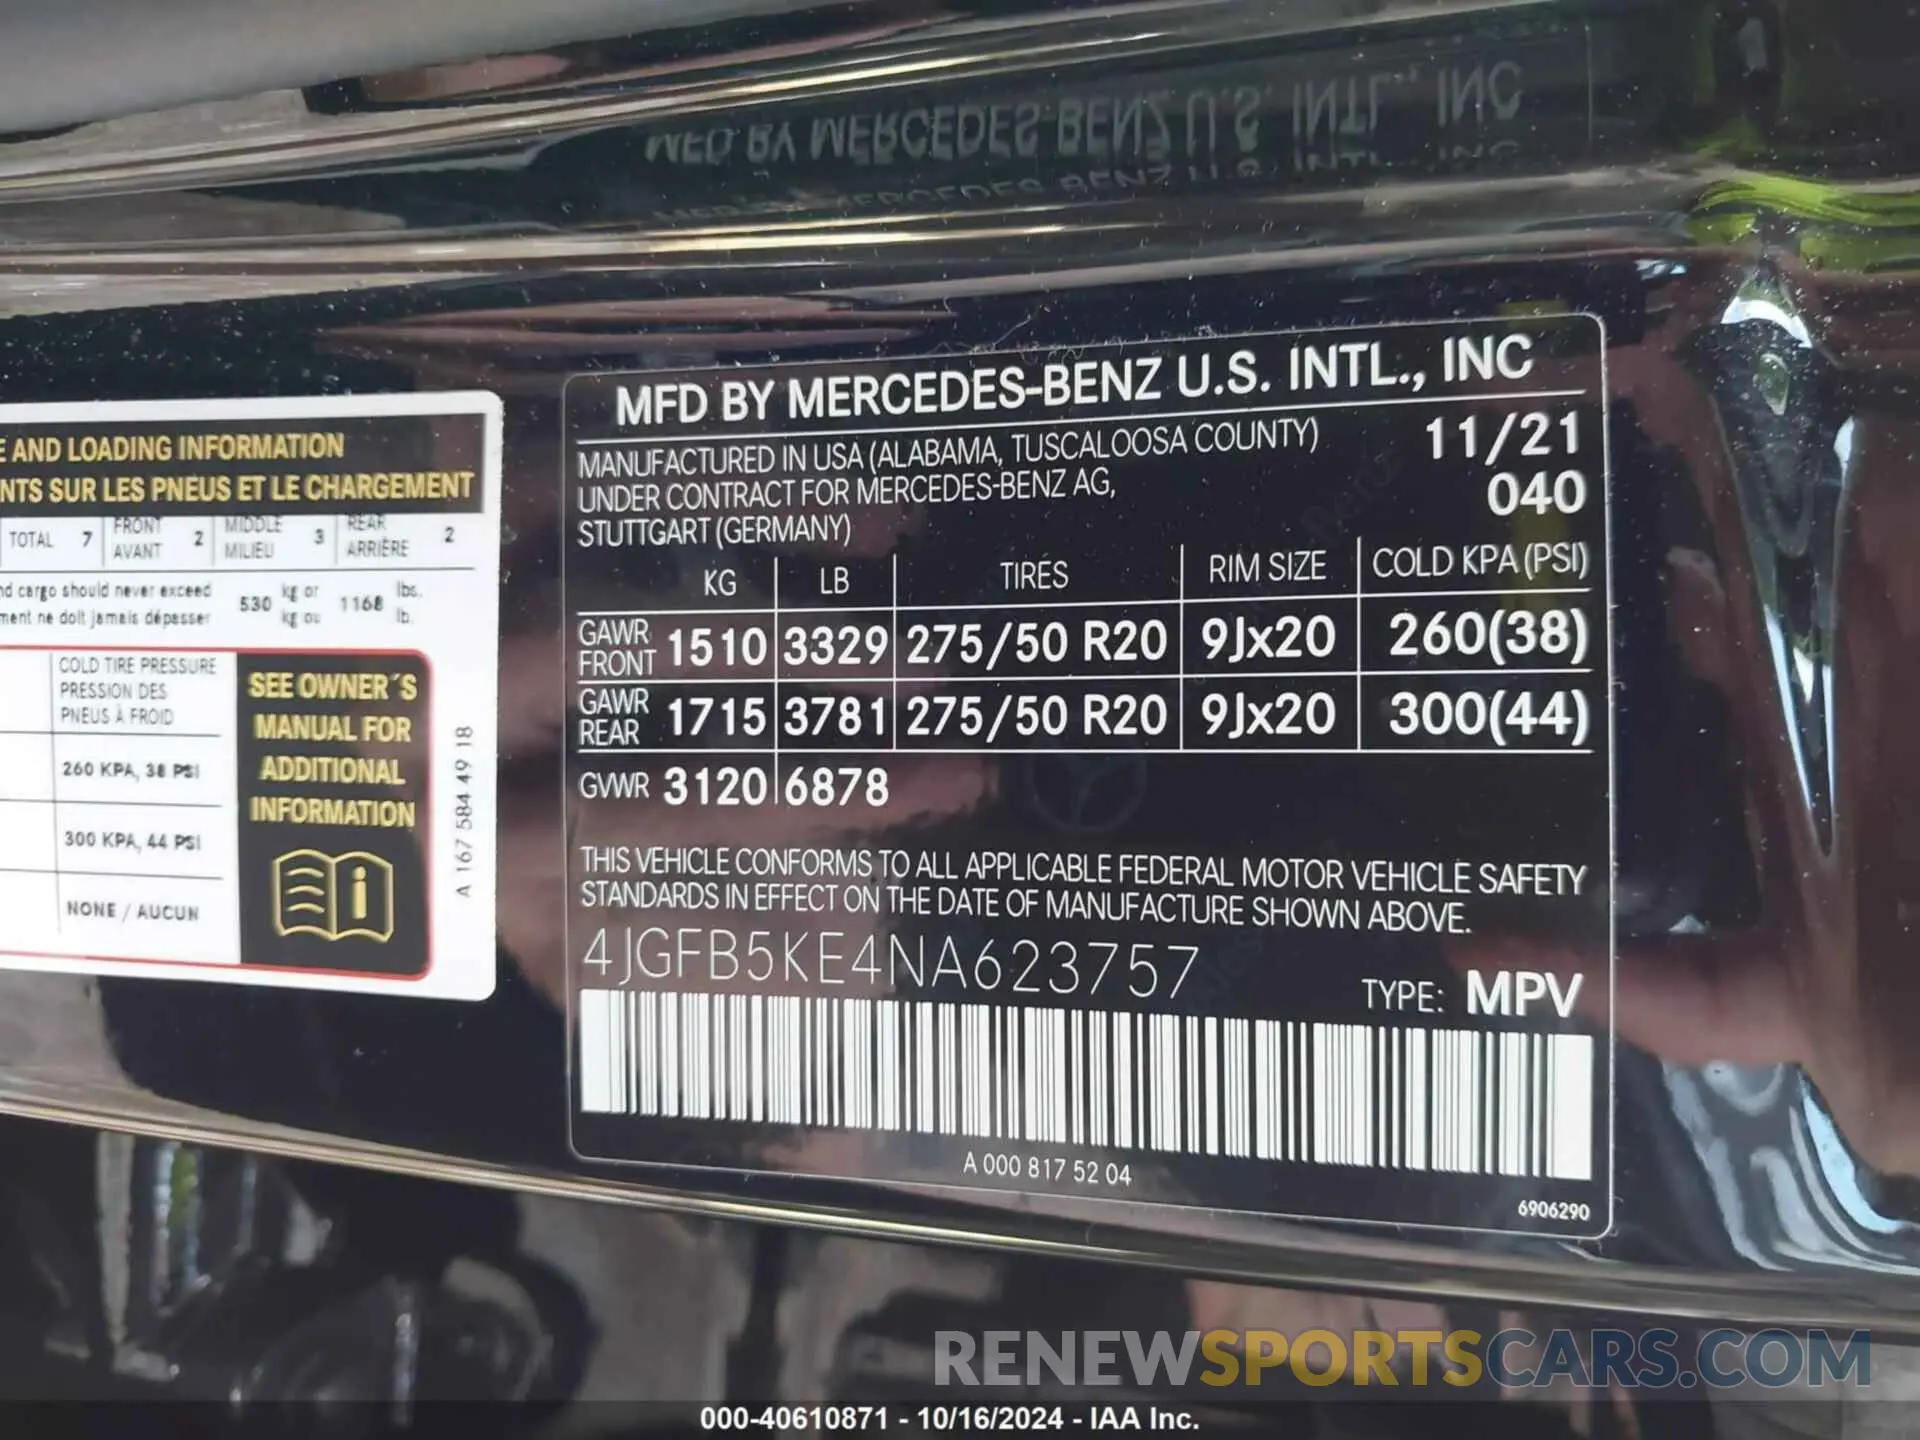 MFD BY MERCEDES-BENZ U.S. INTL., INC
E AND LOADING INFORMATION
NTS SUR LES PNEUS ET LE CHARGEMENT
TOTAL 7 FRONT AVANT 2 MIDDLE MILIEU 3 REAR ARRIÈRE 2
nd cargo should never exceed
ment ne doit jamais dépasser
530 kg or kg ou 1168 lbs. lb.
COLD TIRE PRESSURE
PRESSION DES
PNEUS À FROID
260 KPA, 38 PSI
300 KPA, 44 PSI
NONE / AUCUN
SEE OWNER´S
MANUAL FOR
ADDITIONAL
INFORMATION
i
A 167 584 49 18
MFD BY MERCEDES-BENZ U.S. INTL., INC
MANUFACTURED IN USA (ALABAMA, TUSCALOOSA COUNTY)
UNDER CONTRACT FOR MERCEDES-BENZ AG,
STUTTGART (GERMANY)
11/21
040
KG LB TIRES RIM SIZE COLD KPA (PSI)
GAWR FRONT 1510 3329 275/50 R20 9Jx20 260(38)
GAWR REAR 1715 3781 275/50 R20 9Jx20 300(44)
GVWR 3120 6878
THIS VEHICLE CONFORMS TO ALL APPLICABLE FEDERAL MOTOR VEHICLE SAFETY
STANDARDS IN EFFECT ON THE DATE OF MANUFACTURE SHOWN ABOVE.
4JGFB5KE4NA623757
TYPE: MPV
A 000 817 52 04
6906290
RENEWSPORTSCARS.COM
000-40610871 - 10/16/2024 - IAA Inc.